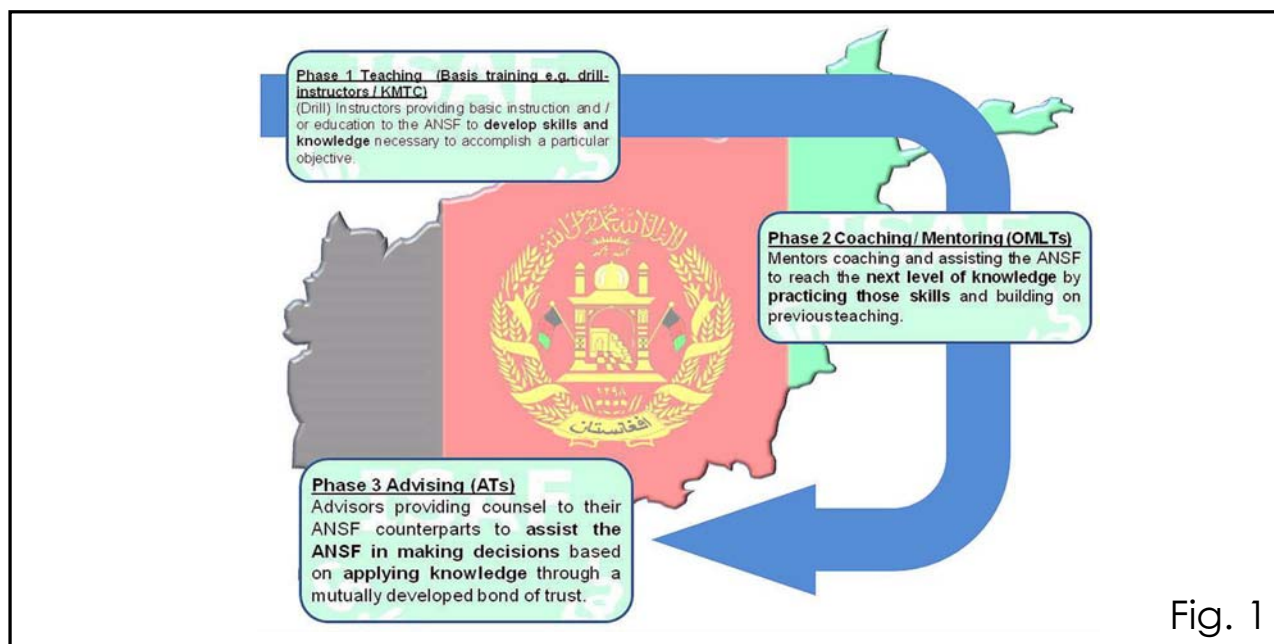 Phase 1 Teaching (Basis training e.g. drill-
instructors / KMTC)
(Drill) Instructors providing basic instruction and /
or education to the ANSF to develop skills and
knowledge necessary to accomplish a particular
objective.
Phase 2 Coaching / Mentoring (OMLTs)
Mentors coaching and assisting the ANSF
to reach the next level of knowledge by
practicing those skills and building on
previous teaching.
Phase 3 Advising (ATs)
Advisors providing counsel to their
ANSF counterparts to assist the
ANSF in making decisions based
on applying knowledge through a
mutually developed bond of trust.
١٢٩٨
افغانستان
Fig. 1